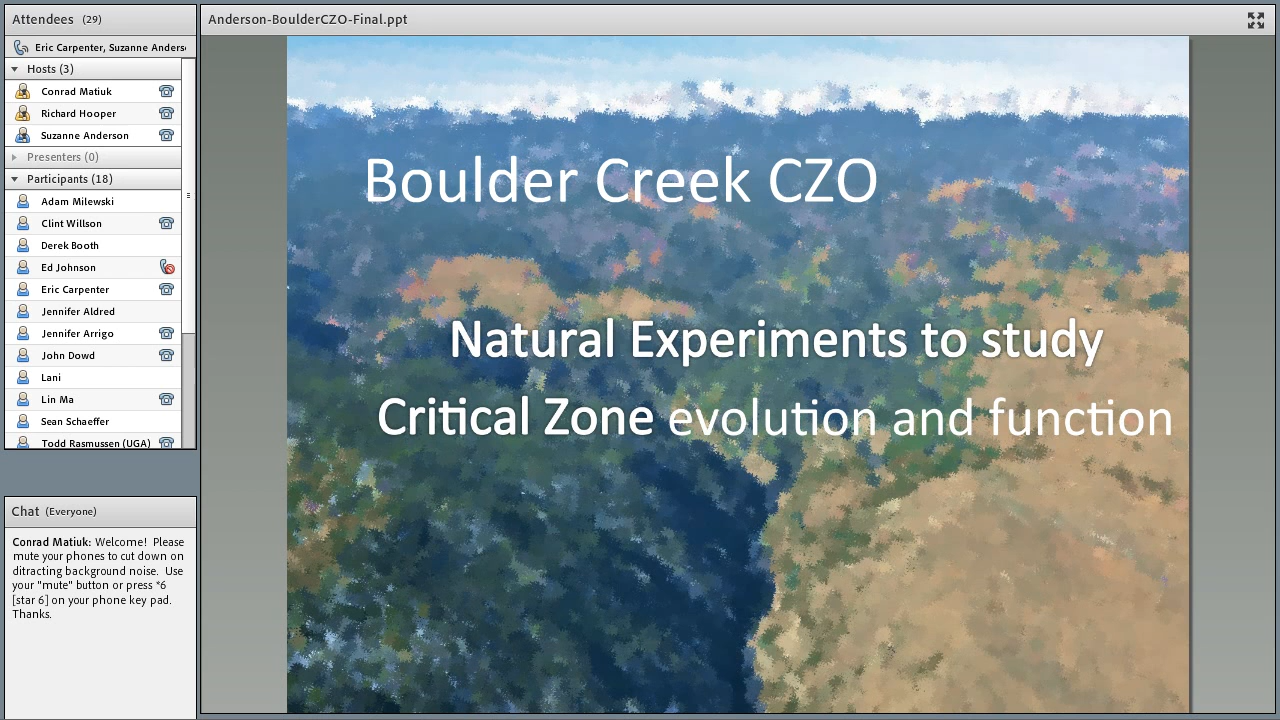 Attendees (29)
Eric Carpenter, Suzanne Anders
Hosts (3)
Conrad Matiuk
Richard Hooper
Suzanne Anderson
Presenters (0)
Participants (18)
Adam Milewski
Clint Willson
Derek Booth
Ed Johnson
Eric Carpenter
Jennifer Aldred
Jennifer Arrigo
John Dowd
Lani
Lin Ma
Sean Schaeffer
Todd Rasmussen (UGA)
Chat (Everyone)
Conrad Matiuk: Welcome! Please
mute your phones to cut down on
ditracting background noise. Use
your "mute" button or press *6
[star 6] on your phone key pad.
Thanks.
Anderson-BoulderCZO-Final.ppt
Boulder Creek CZO
Natural Experiments to study
Critical Zone evolution and function